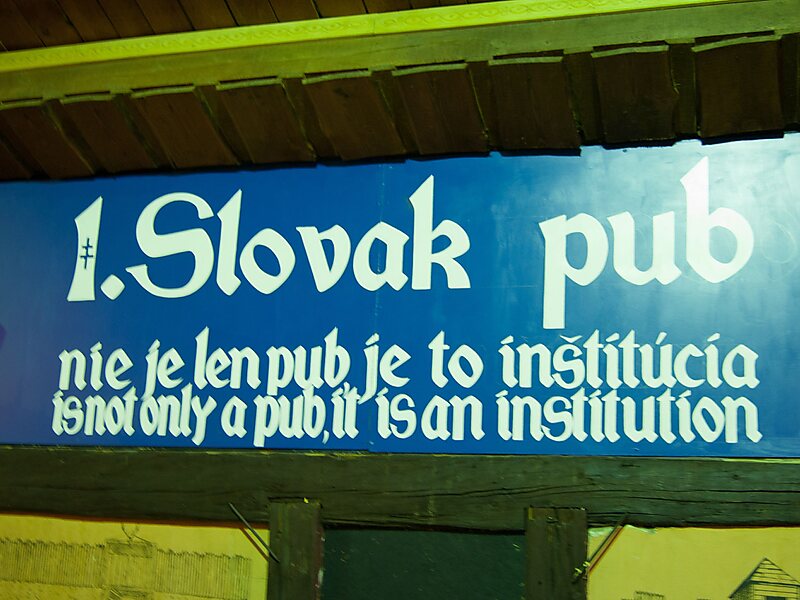 1.Slovak pub
nie je len pub, je to inštitúcia
is not only a pub, it is an institution